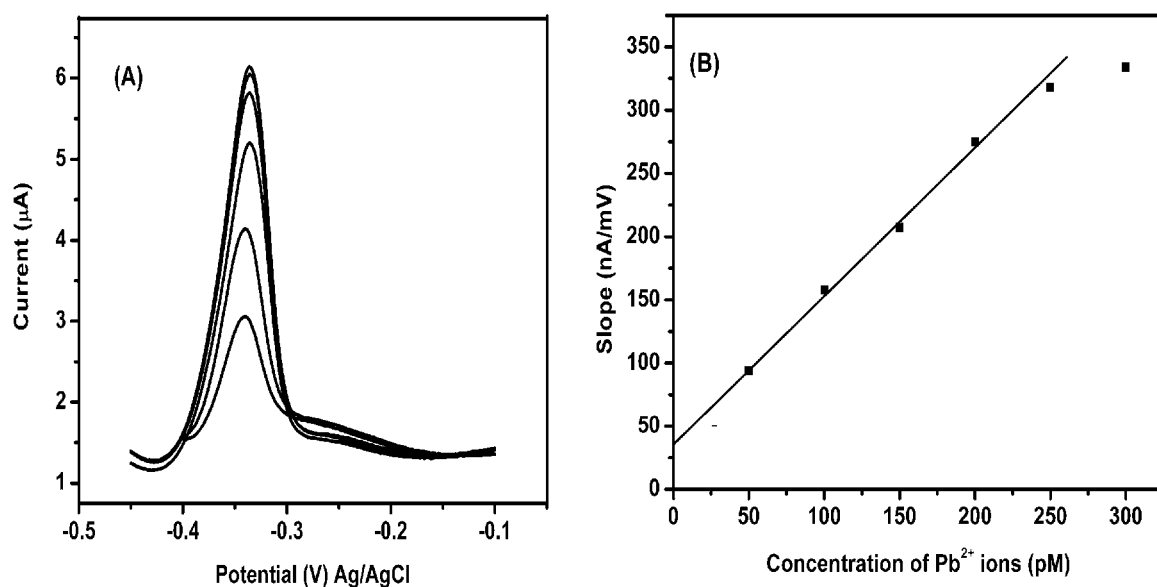 (A)
Current (μA)
6
5
4
3
2
1
-0.5 -0.4 -0.3 -0.2 -0.1
Potential (V) Ag/AgCl
(B)
Slope (nA/mV)
350
300
250
200
150
100
50
0
0 50 100 150 200 250 300
Concentration of Pb²⁺ ions (pM)